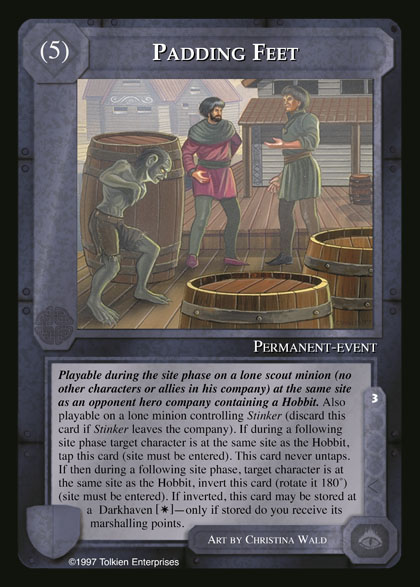 (5)
PADDING FEET
PERMANENT-EVENT
Playable during the site phase on a lone scout minion (no
other characters or allies in his company) at the same site
as an opponent hero company containing a Hobbit. Also
playable on a lone minion controlling Stinker (discard this
card if Stinker leaves the company). If during a following
site phase target character is at the same site as the Hobbit,
tap this card (site must be entered). This card never untaps.
If then during a following site phase, target character is
at the same site as the Hobbit, invert this card (rotate it 180˚)
(site must be entered). If inverted, this card may be stored at
a Darkhaven [☀]—only if stored do you receive its
marshalling points.
3
ART BY CHRISTINA WALD
©1997 Tolkien Enterprises